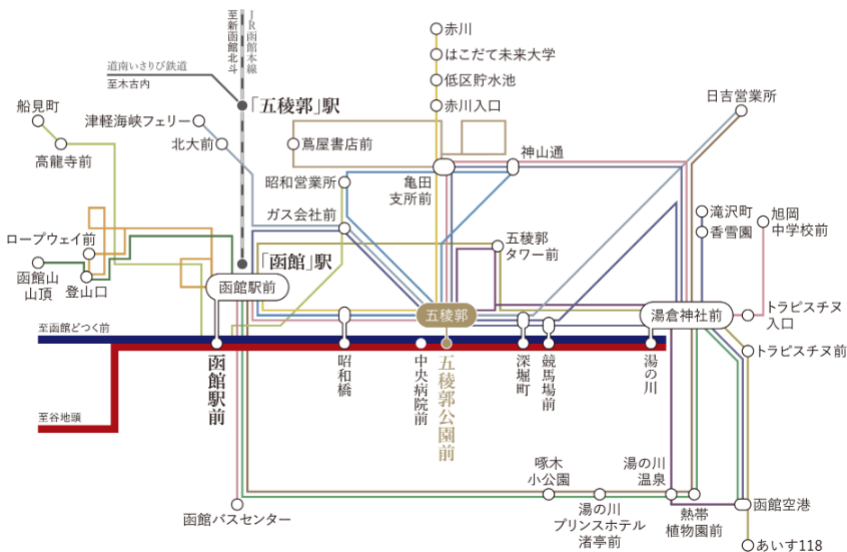 赤川
はこだて未来大学
低区貯水池
赤川入口
至新函館北斗
JR函館本線
道南いさりび鉄道
至木古内
「五稜郭」駅
船見町
高龍寺前
津軽海峡フェリー
北大前
蔦屋書店前
日吉営業所
神山通
昭和営業所
亀田
支所前
ガス会社前
滝沢町
香雪園
旭岡
中学校前
ロープウェイ前
函館山
山頂
登山口
「函館」駅
五稜郭
タワー前
函館駅前
五稜郭
湯倉神社前
トラピスチヌ
入口
トラピスチヌ前
至函館どつく前
至谷地頭
函館駅前
昭和橋
中央病院前
五稜郭公園前
深堀町
競馬場前
湯の川
函館バスセンター
啄木
小公園
湯の川
プリンスホテル
渚亭前
湯の川
温泉
熱帯
植物園前
函館空港
あいす118